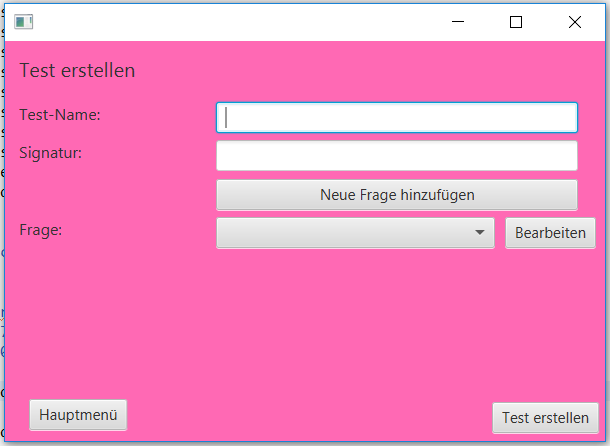 Test erstellen
Test-Name:
Signatur:
Neue Frage hinzufügen
Frage:
Bearbeiten
Hauptmenü
Test erstellen